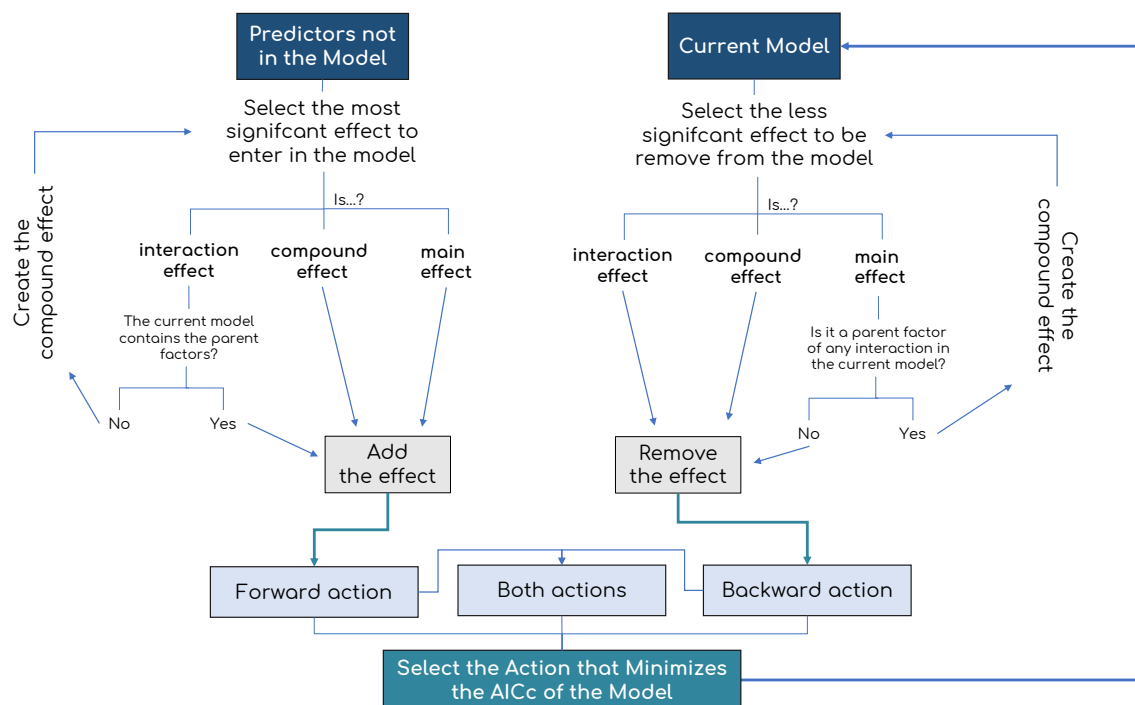 Predictors not
in the Model
Current Model
Select the most
signifcant effect to
enter in the model
Select the less
signifcant effect to be
remove from the model
Create the
compound effect
Create the
compound effect
Is...?
Is...?
interaction
effect
compound
effect
main
effect
interaction
effect
compound
effect
main
effect
The current model
contains the parent
factors?
Is it a parent factor
of any interaction in
the current model?
No
Yes
No
Yes
Add
the effect
Remove
the effect
Forward action
Both actions
Backward action
Select the Action that Minimizes
the AICc of the Model